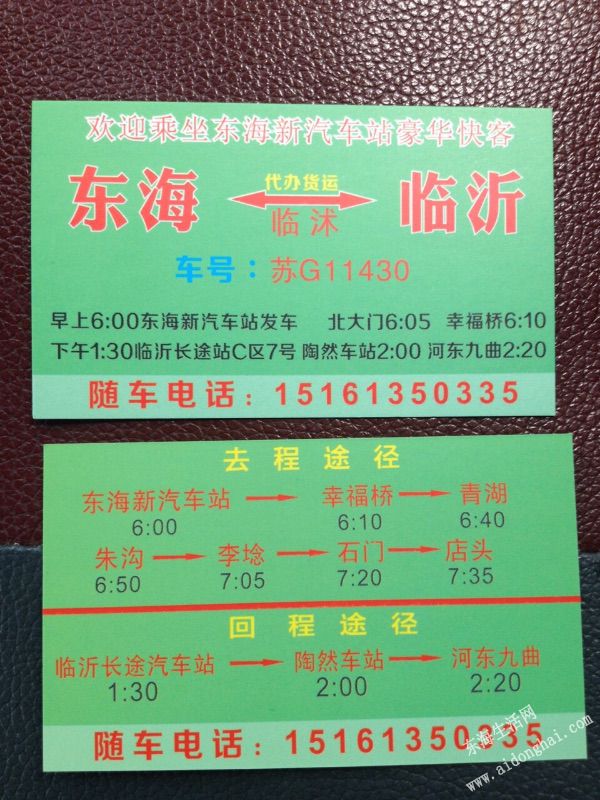 欢迎乘坐东海新汽车站豪华快客
东海 代办货运 临沂
临沭
车号：苏G11430
早上6:00东海新汽车站发车 北大门6:05 幸福桥6:10
下午1:30临沂长途站C区7号 陶然车站2:00 河东九曲2:20
随车电话：15161350335
去程途径
东海新汽车站 幸福桥 青湖
6:00 6:10 6:40
朱沟 李埝 石门 店头
6:50 7:05 7:20 7:35
回程途径
临沂长途汽车站 陶然车站 河东九曲
1:30 2:00 2:20
随车电话：15161350335
东海生活网
www.aidonghai.com